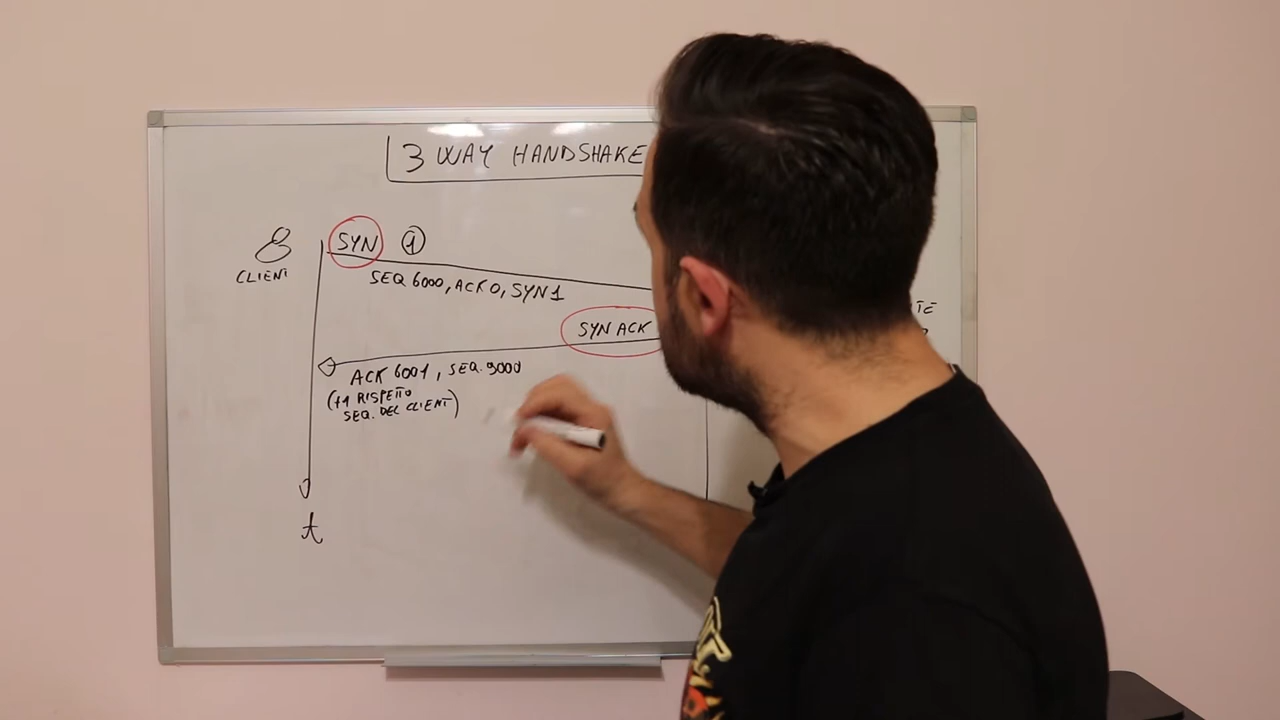 3 WAY HANDSHAKE
SYN 1
CLIENT
SEQ 6000, ACK 0, SYN 1
SYN ACK
ACK 6001, SEQ. 9000
(+1 RISPETTO
SEQ. DEL CLIENT)
t